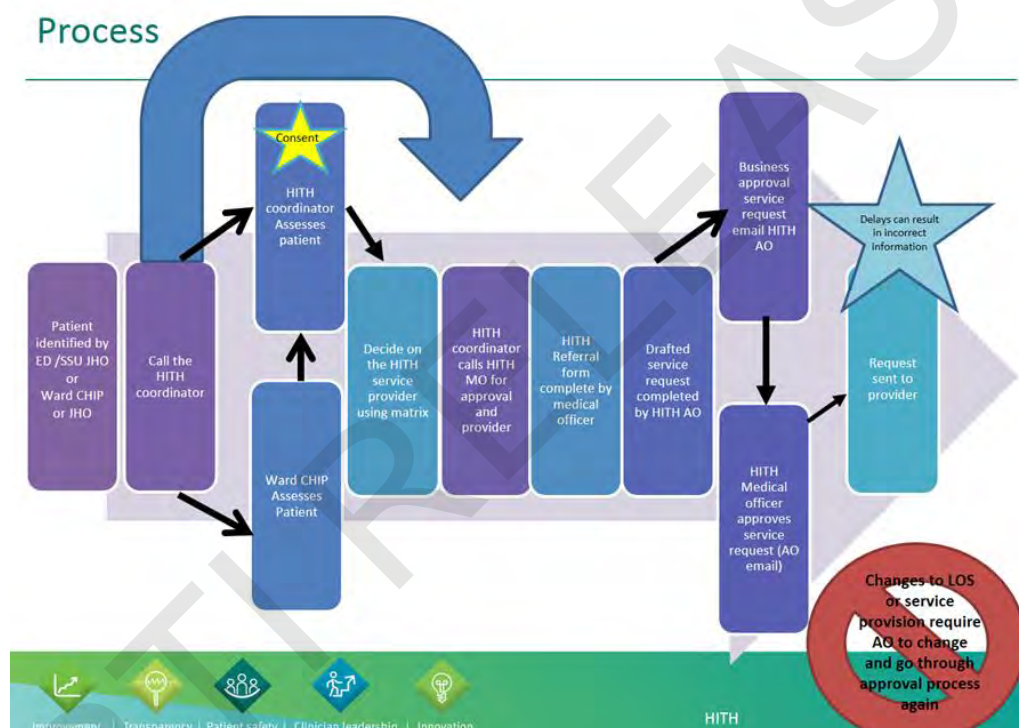 Process
Consent
HITH
coordinator
Assesses
patient
Business
approval
service
request
email HITH
AO
Delays can result
in incorrect
information
Patient
identified by
ED /SSU JHO
or
Ward CHIP
or JHO
Call the
HITH
coordinator
Decide on
the HITH
service
provider
using matrix
HITH
coordinator
calls HITH
MO for
approval
and
provider
HITH
Referral
form
complete by
medical
officer
Drafted
service
request
completed
by HITH AO
Request
sent to
provider
Ward CHIP
Assesses
Patient
HITH
Medical
officer
approves
service
request (AO
email)
Changes to LOS
or service
provision require
AO to change
and go through
approval process
again
Improvement
Transparency
Patient safety
Clinician leadership
Innovation
HITH
RTI RELEAS